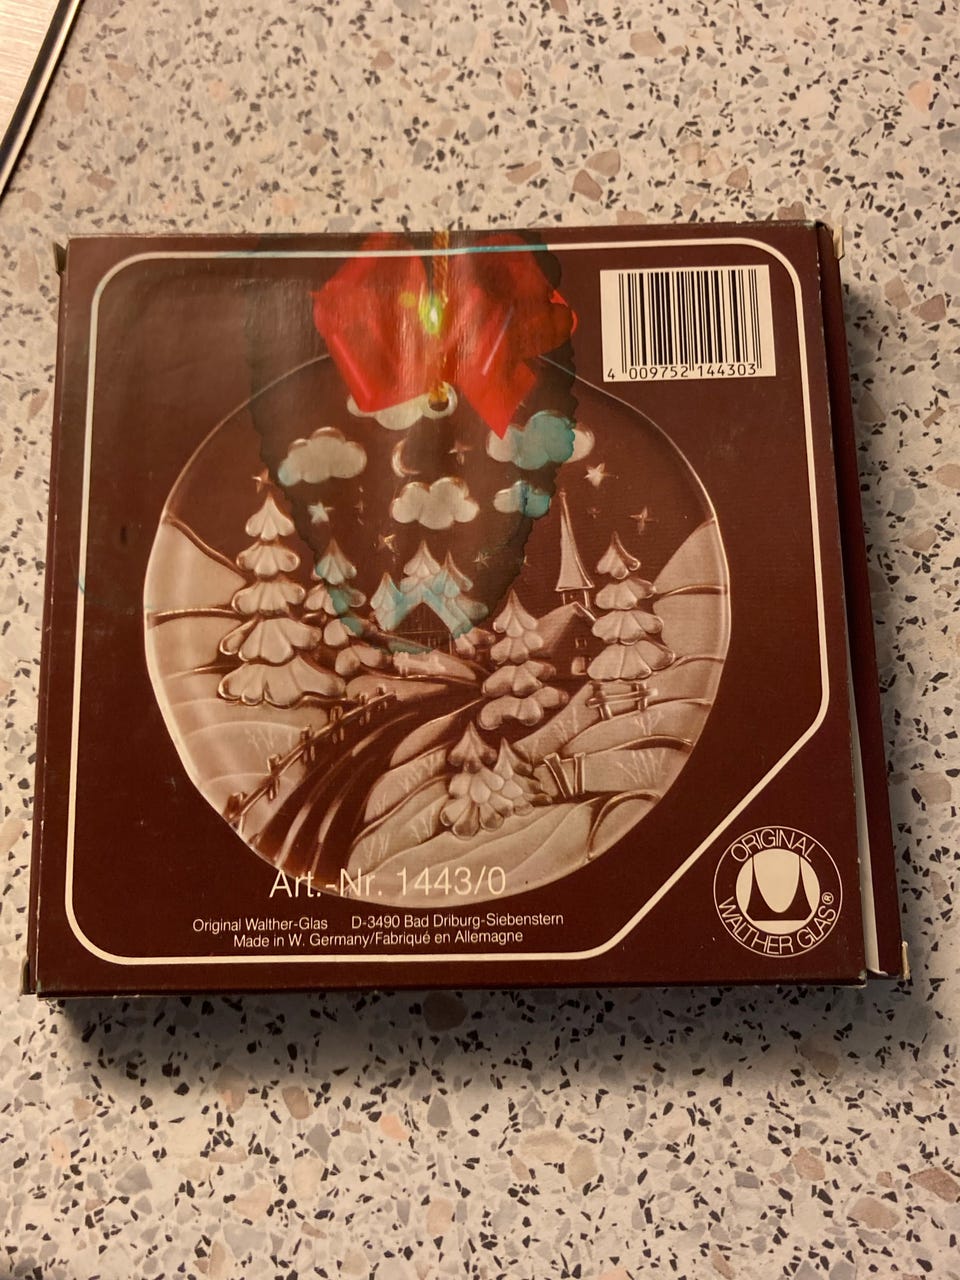 4 009752 144303
Art.-Nr. 1443/0
Original Walther-Glas D-3490 Bad Driburg-Siebenstern
Made in W. Germany/Fabriqué en Allemagne
ORIGINAL
WALTHER GLAS®